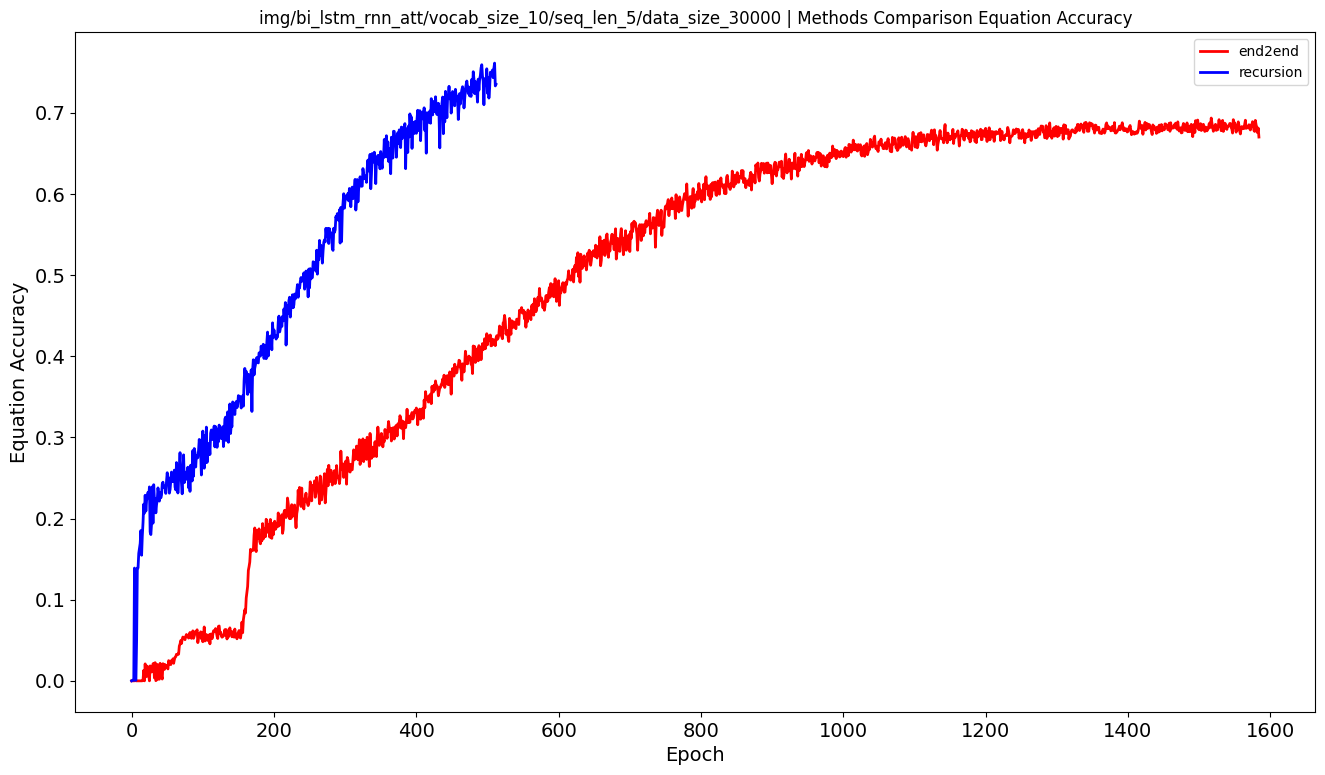 img/bi_lstm_rnn_att/vocab_size_10/seq_len_5/data_size_30000 | Methods Comparison Equation Accuracy
end2end
recursion
Equation Accuracy
0.7
0.6
0.5
0.4
0.3
0.2
0.1
0.0
0 200 400 600 800 1000 1200 1400 1600
Epoch